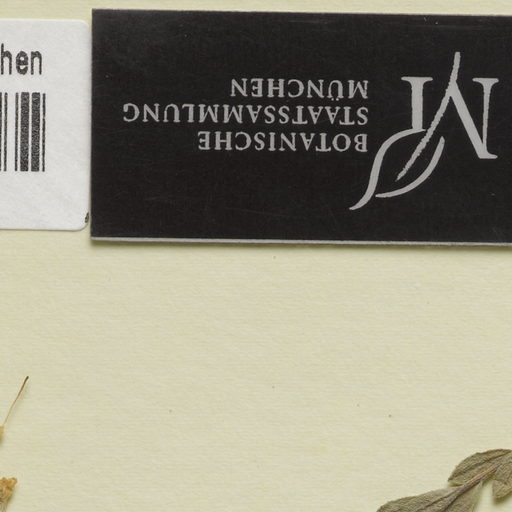 hen
BOTANISCHE
STAATSSAMMLUNG
MÜNCHEN